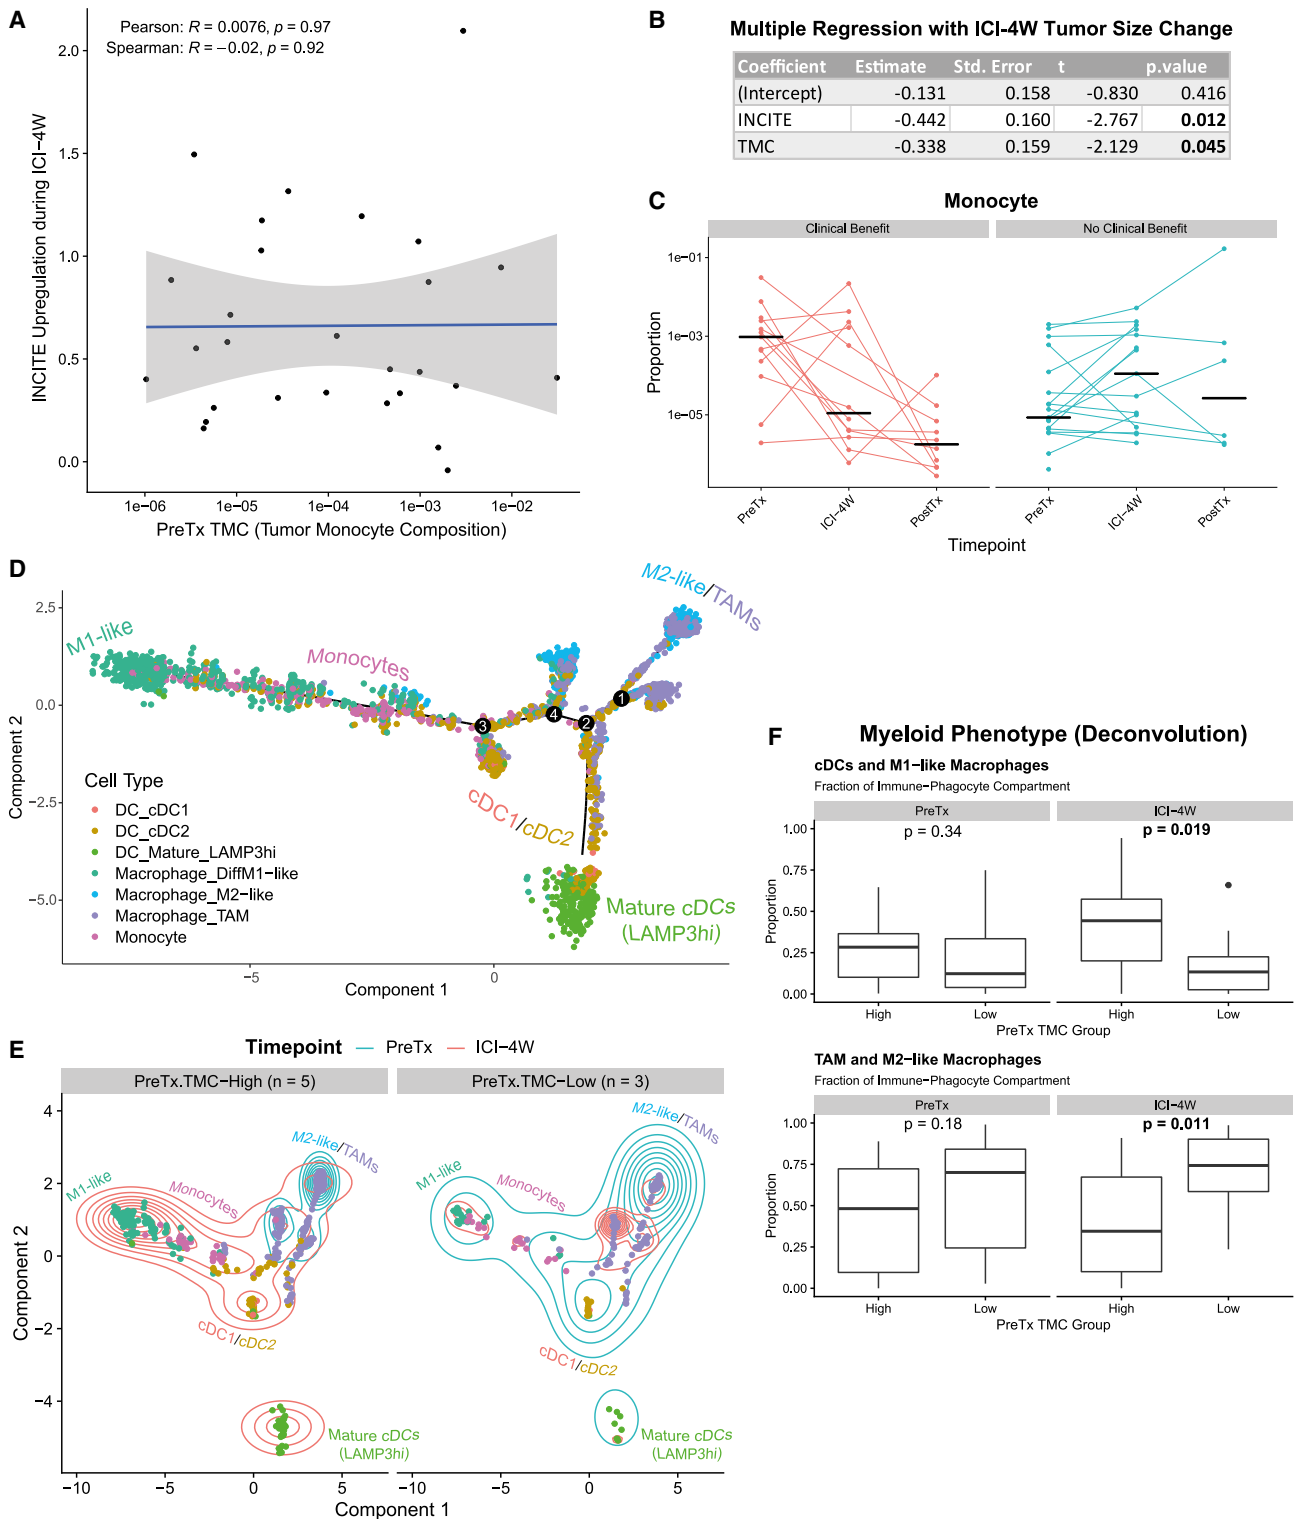 A
Pearson: R = 0.0076, p = 0.97
Spearman: R = −0.02, p = 0.92
INCITE Upregulation during ICI−4W
2.0
1.5
1.0
0.5
0.0
1e−06
1e−05
1e−04
1e−03
1e−02
PreTx TMC (Tumor Monocyte Composition)
B
Multiple Regression with ICI-4W Tumor Size Change
Coefficient Estimate Std. Error t p.value
(Intercept) -0.131 0.158 -0.830 0.416
INCITE -0.442 0.160 -2.767 0.012
TMC -0.338 0.159 -2.129 0.045
C
Monocyte
Clinical Benefit
No Clinical Benefit
Proportion
1e−01
1e−03
1e−05
PreTx
ICI−4W
PostTx
PreTx
ICI−4W
PostTx
Timepoint
D
Component 2
2.5
0.0
−2.5
−5.0
M1-like
Monocytes
M2-like/TAMs
1
2
3
4
cDC1/cDC2
Mature cDCs
(LAMP3hi)
Cell Type
DC_cDC1
DC_cDC2
DC_Mature_LAMP3hi
Macrophage_DiffM1−like
Macrophage_M2−like
Macrophage_TAM
Monocyte
−5
0
Component 1
E
Timepoint PreTx ICI−4W
PreTx.TMC−High (n = 5)
PreTx.TMC−Low (n = 3)
Component 2
4
2
0
−2
−4
M1-like
Monocytes
M2-like/TAMs
cDC1/cDC2
Mature cDCs
(LAMP3hi)
M1-like
Monocytes
M2-like/TAMs
cDC1/cDC2
Mature cDCs
(LAMP3hi)
−10
−5
0
5
−10
−5
0
5
Component 1
F
Myeloid Phenotype (Deconvolution)
cDCs and M1−like Macrophages
Fraction of Immune−Phagocyte Compartment
PreTx
ICI−4W
p = 0.34
p = 0.019
Proportion
1.00
0.75
0.50
0.25
0.00
High
Low
High
Low
PreTx TMC Group
TAM and M2−like Macrophages
Fraction of Immune−Phagocyte Compartment
PreTx
ICI−4W
p = 0.18
p = 0.011
Proportion
1.00
0.75
0.50
0.25
0.00
High
Low
High
Low
PreTx TMC Group